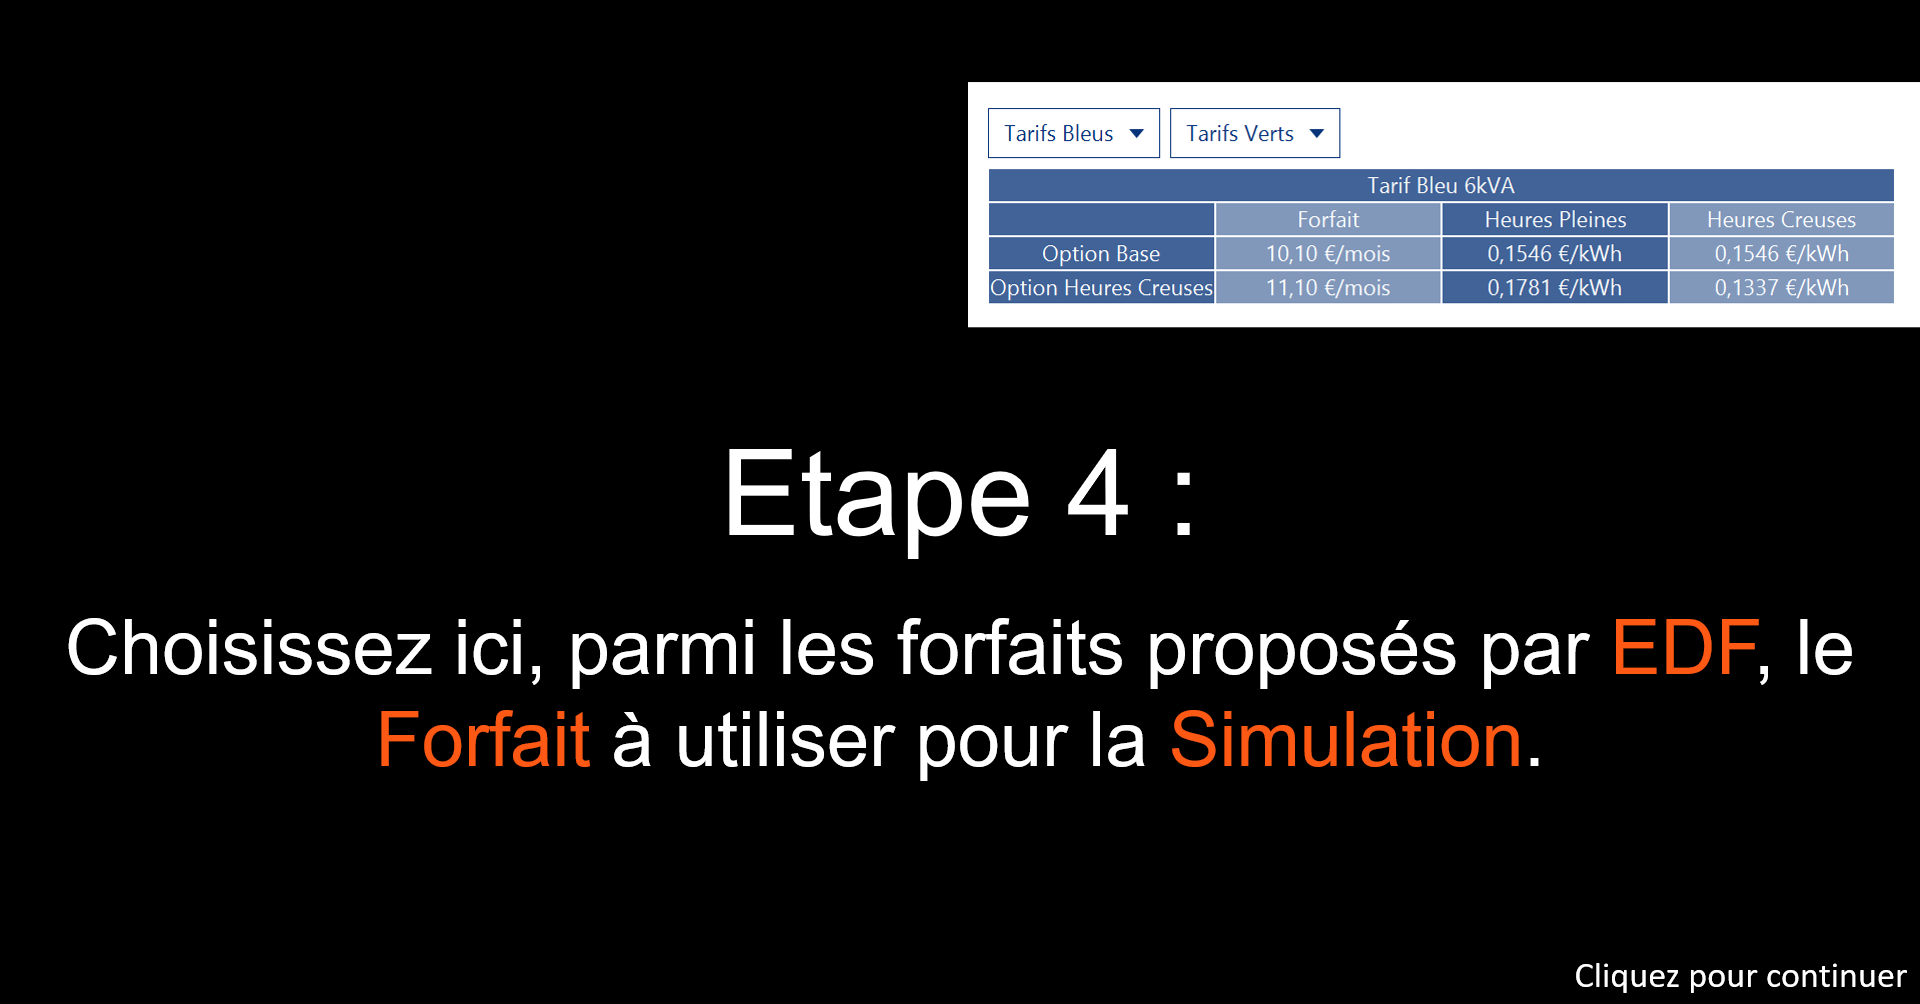 Tarifs Bleus Tarifs Verts
Tarif Bleu 6kVA
Forfait Heures Pleines Heures Creuses
Option Base 10,10 €/mois 0,1546 €/kWh 0,1546 €/kWh
Option Heures Creuses 11,10 €/mois 0,1781 €/kWh 0,1337 €/kWh
Etape 4 :
Choisissez ici, parmi les forfaits proposés par EDF, le
Forfait à utiliser pour la Simulation.
Cliquez pour continuer